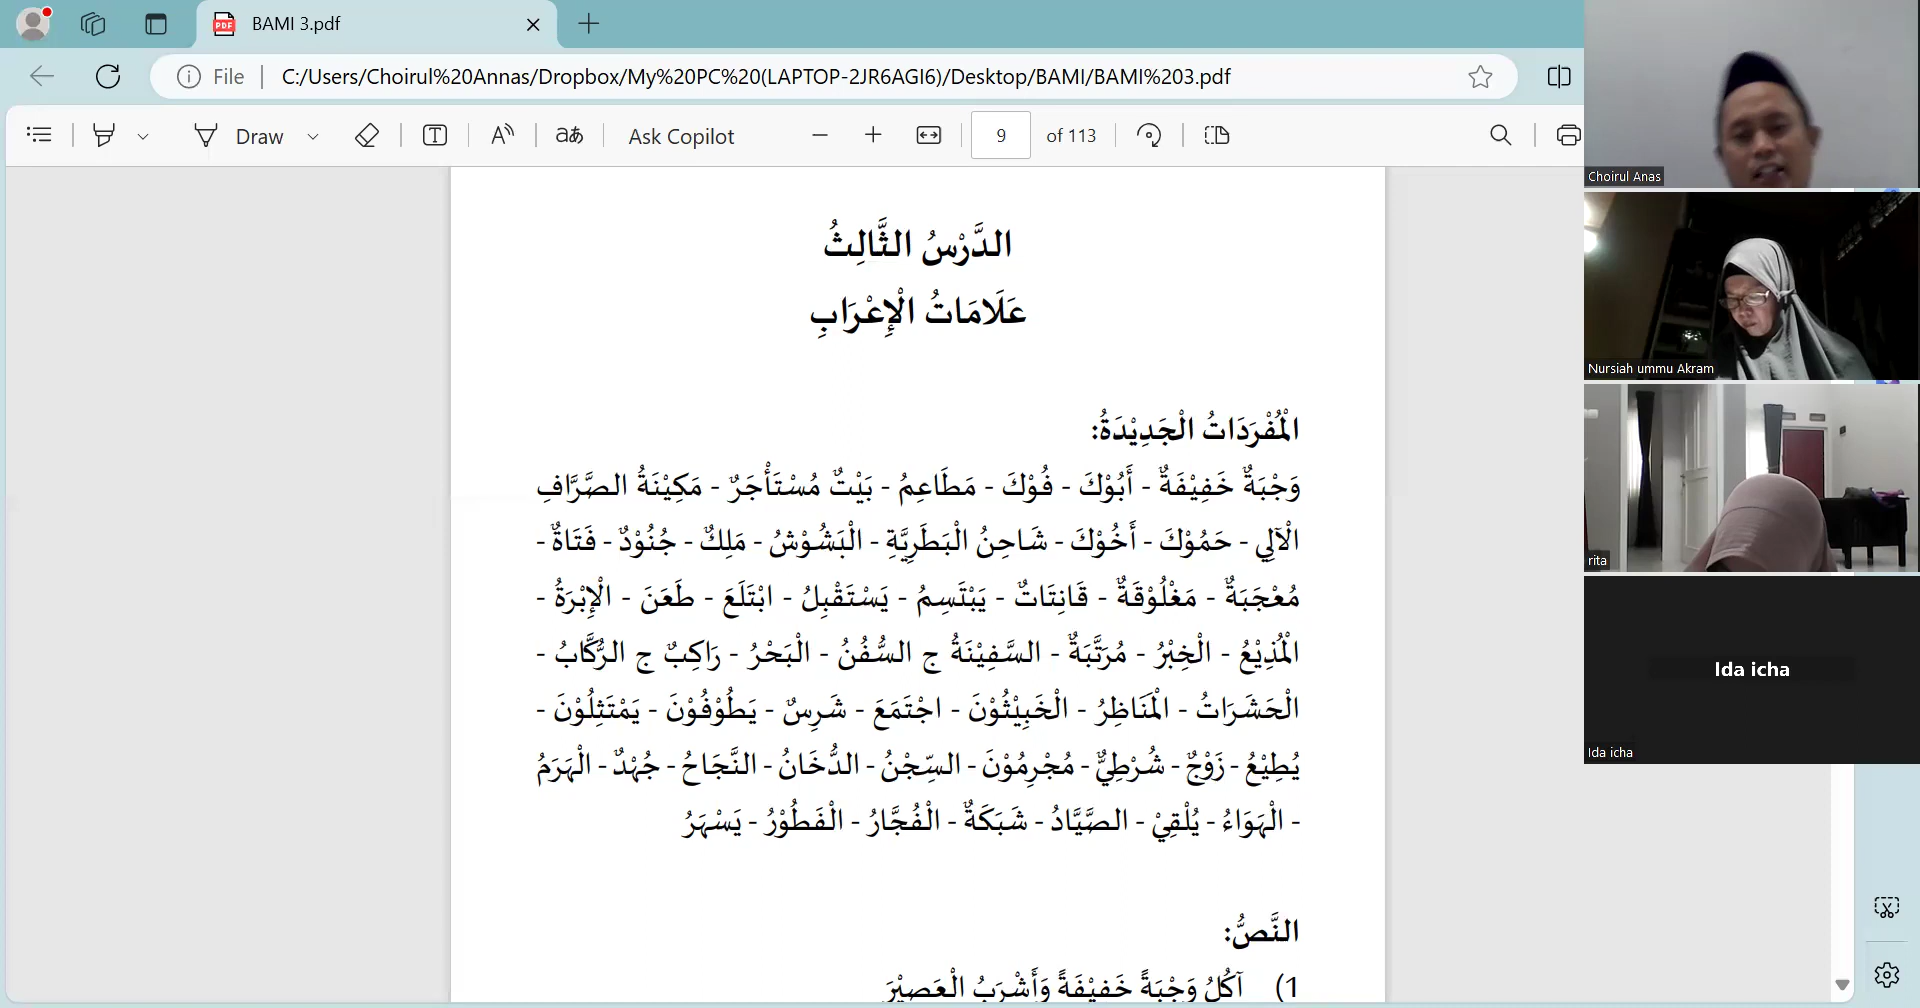 BAMI 3.pdf
File
C:/Users/Choirul%20Annas/Dropbox/My%20PC%20(LAPTOP-2JR6AGI6)/Desktop/BAMI/BAMI%203.pdf
Draw
Ask Copilot
9 of 113
الدَّرْسُ الثَّالِثُ
عَلَامَاتُ الْإِعْرَابِ
الْمُفْرَدَاتُ الْجَدِيْدَةُ:
وَجْبَةٌ خَفِيْفَةٌ - أَبُوْكَ - فُوْكَ - مَطَاعِمُ - بَيْتٌ مُسْتَأْجَرٌ - مَكِيْنَةُ الصَّرَّافِ
الْآلِي - حَمُوْكَ - أَخُوْكَ - شَاحِنُ الْبَطَرِيَّةِ - الْبَشُوْشُ - مَلِكٌ - جُنُوْدٌ - فَتَاةٌ -
مُعْجَبَةٌ - مَغْلُوْقَةٌ - قَانِتَاتٌ - يَبْتَسِمُ - يَسْتَقْبِلُ - ابْتَلَعَ - طَعَنَ - الْإِبْرَةُ -
الْمُذِيْعُ - الْخِبْرُ - مُرَتَّبَةٌ - السَّفِيْنَةُ ج السُّفُنُ - الْبَحْرُ - رَاكِبٌ ج الرُّكَّابُ -
الْحَشَرَاتُ - الْمَنَاظِرُ - الْخَبِيْثُوْنَ - اجْتَمَعَ - شَرِسٌ - يَطُوْفُوْنَ - يَمْتَثِلُوْنَ -
يُطِيْعُ - زَوْجٌ - شُرْطِيٌّ - مُجْرِمُوْنَ - السِّجْنُ - الدُّخَانُ - النَّجَاحُ - جُهْدٌ - الْهَرَمُ
- الْهَوَاءُ - يُلْقِيْ - الصَّيَّادُ - شَبَكَةٌ - الْفُجَّارُ - الْفَطُوْرُ - يَسْهَرُ
النَّصُّ:
1) آكُلُ وَجْبَةً خَفِيْفَةً وَأَشْرَبُ الْعَصِيْرَ
Choirul Anas
Nursiah ummu Akram
rita
Ida icha
Ida icha